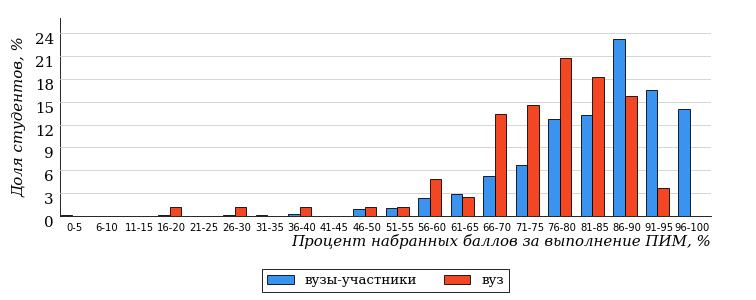 Доля студентов, %
24
21
18
15
12
9
6
3
0
0-5 6-10 11-15 16-20 21-25 26-30 31-35 36-40 41-45 46-50 51-55 56-60 61-65 66-70 71-75 76-80 81-85 86-90 91-95 96-100
Процент набранных баллов за выполнение ПИМ, %
вузы-участники вуз